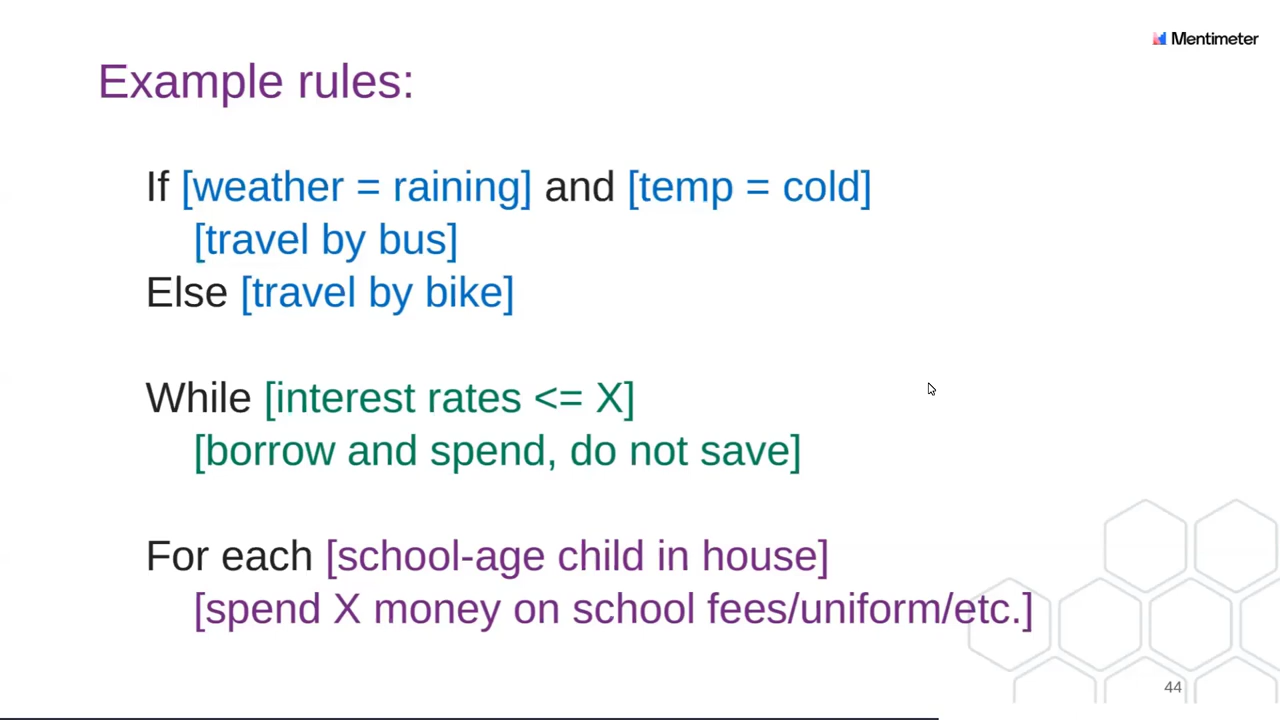 Mentimeter
Example rules:
If [weather = raining] and [temp = cold]
[travel by bus]
Else [travel by bike]
While [interest rates <= X]
[borrow and spend, do not save]
For each [school-age child in house]
[spend X money on school fees/uniform/etc.]
44